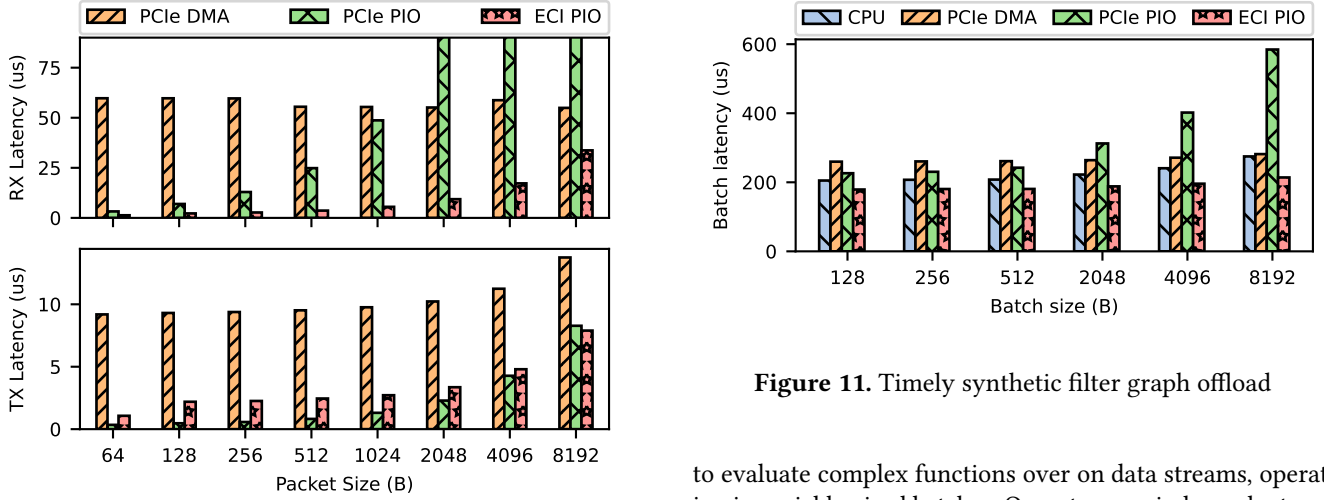 PCIe DMA PCIe PIO ECI PIO
RX Latency (us)
75
50
25
0
TX Latency (us)
10
5
0
64 128 256 512 1024 2048 4096 8192
Packet Size (B)
CPU PCIe DMA PCIe PIO ECI PIO
Batch latency (us)
600
400
200
0
128 256 512 2048 4096 8192
Batch size (B)
Figure 11. Timely synthetic filter graph offload
to evaluate complex functions over on data streams, operat